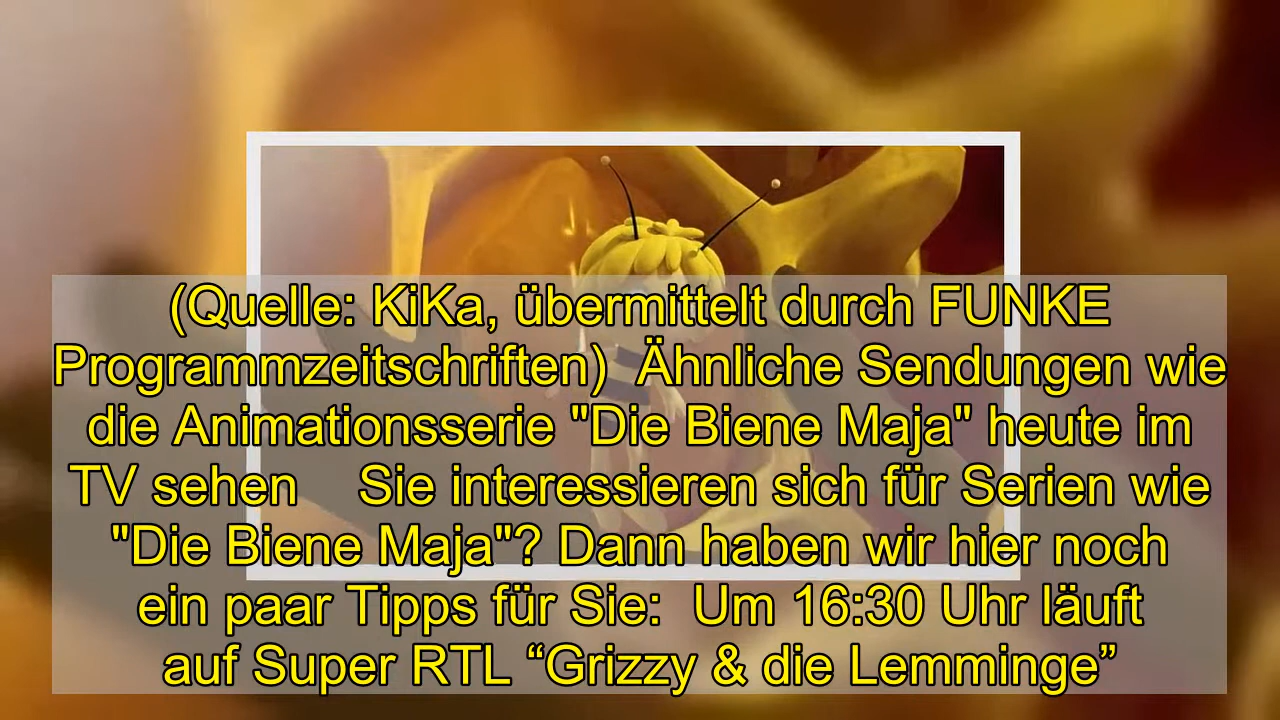 (Quelle: KiKa, übermittelt durch FUNKE
Programmzeitschriften)  Ähnliche Sendungen wie
die Animationsserie "Die Biene Maja" heute im
TV sehen    Sie interessieren sich für Serien wie
"Die Biene Maja"? Dann haben wir hier noch
ein paar Tipps für Sie:  Um 16:30 Uhr läuft
auf Super RTL “Grizzy & die Lemminge”